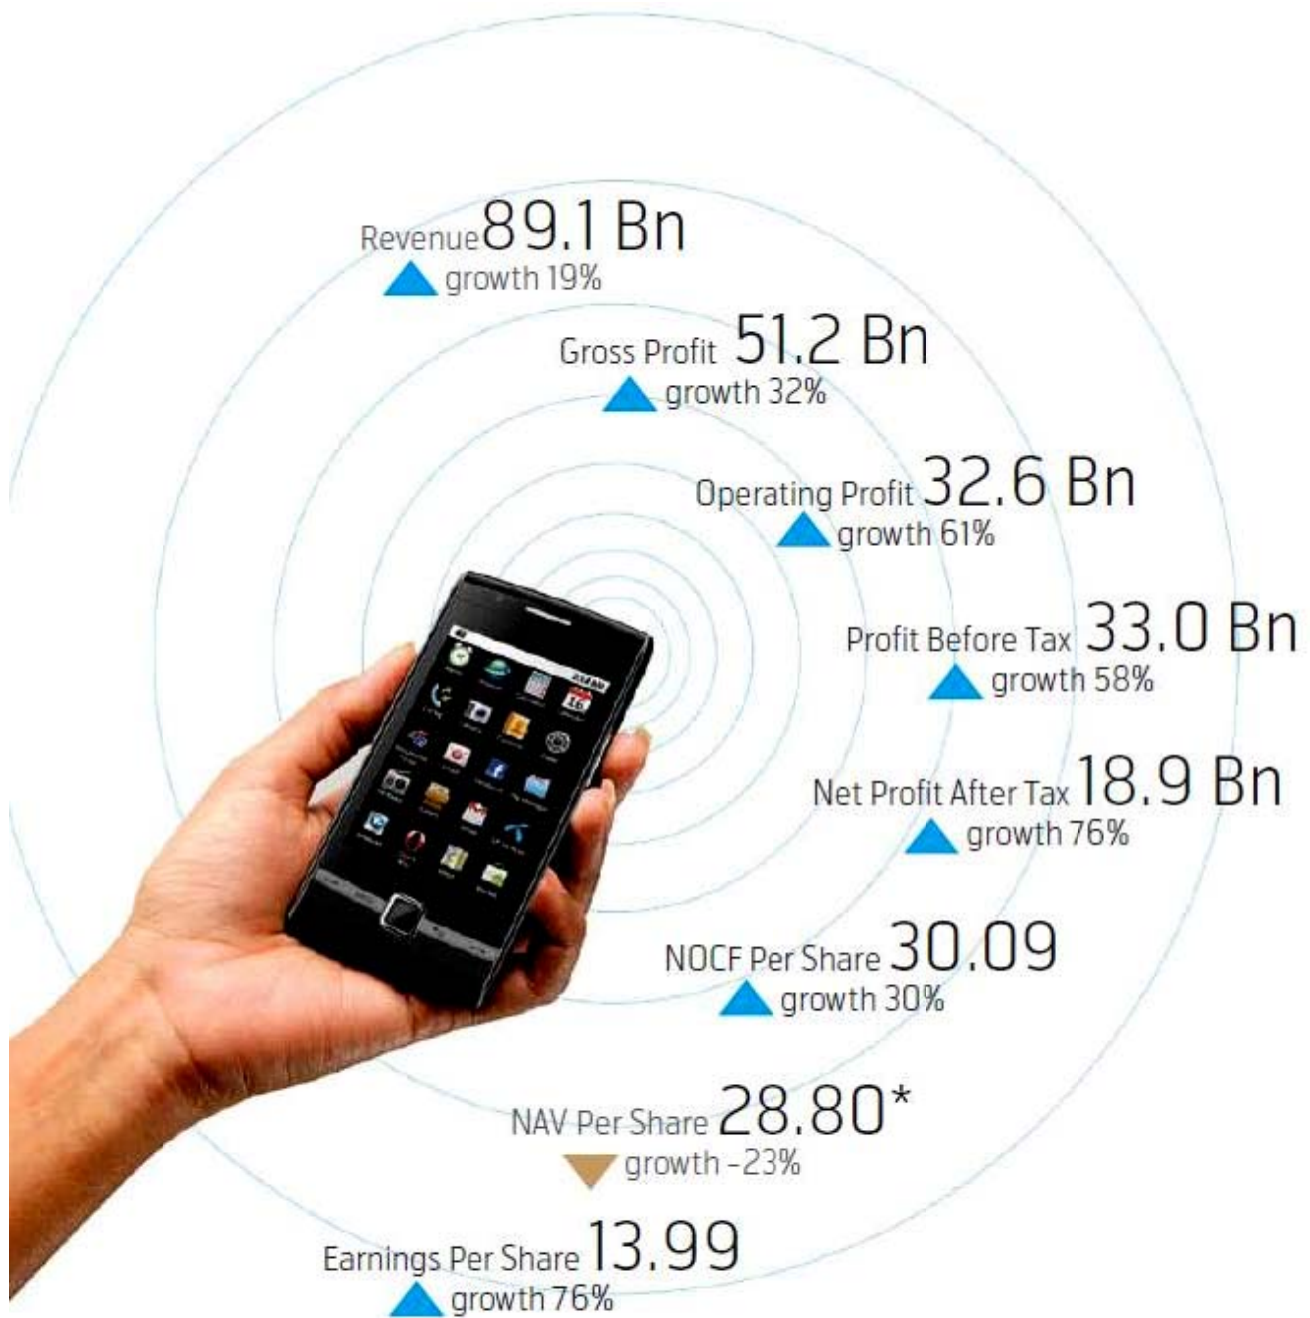 Revenue 89.1 Bn
growth 19%
Gross Profit 51.2 Bn
growth 32%
Operating Profit 32.6 Bn
growth 61%
Profit Before Tax 33.0 Bn
growth 58%
Net Profit After Tax 18.9 Bn
growth 76%
NOCF Per Share 30.09
growth 30%
NAV Per Share 28.80*
growth -23%
Earnings Per Share 13.99
growth 76%
16